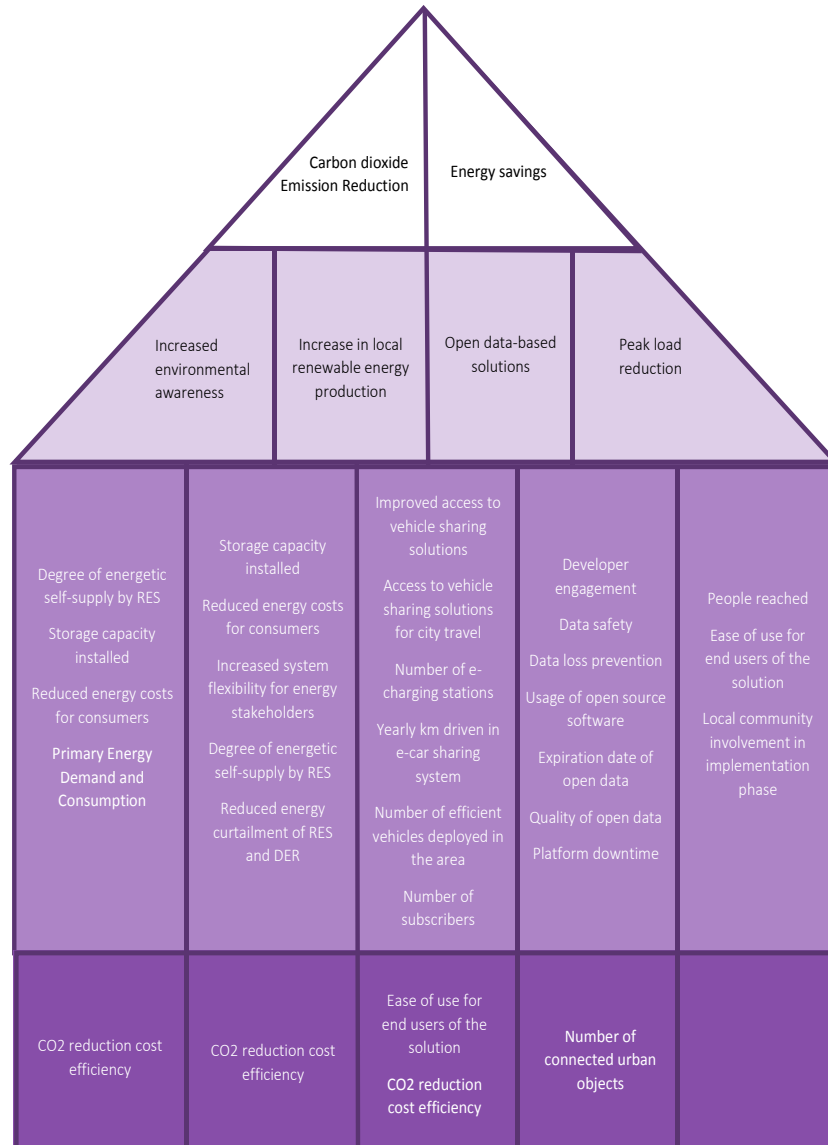 Carbon dioxide
Emission Reduction
Energy savings
Increased
environmental
awareness
Increase in local
renewable energy
production
Open data-based
solutions
Peak load
reduction
Degree of energetic
self-supply by RES
Storage capacity
installed
Reduced energy costs
for consumers
Primary Energy
Demand and
Consumption
Storage capacity
installed
Reduced energy costs
for consumers
Increased system
flexibility for energy
stakeholders
Degree of energetic
self-supply by RES
Reduced energy
curtailment of RES
and DER
Improved access to
vehicle sharing
solutions
Access to vehicle
sharing solutions
for city travel
Number of e-
charging stations
Yearly km driven in
e-car sharing
system
Number of efficient
vehicles deployed in
the area
Number of
subscribers
Developer
engagement
Data safety
Data loss prevention
Usage of open source
software
Expiration date of
open data
Quality of open data
Platform downtime
People reached
Ease of use for
end users of the
solution
Local community
involvement in
implementation
phase
CO2 reduction cost
efficiency
CO2 reduction cost
efficiency
Ease of use for
end users of the
solution
CO2 reduction
cost efficiency
Number of
connected urban
objects